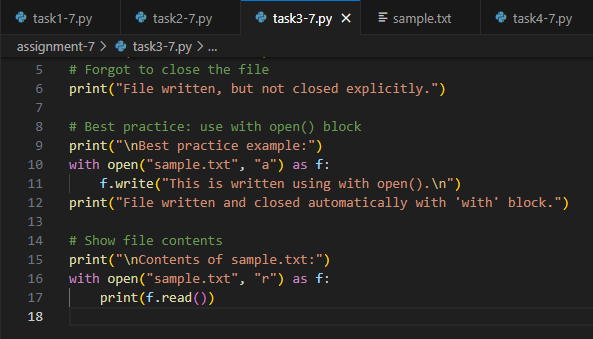 task1-7.py task2-7.py task3-7.py sample.txt task4-7.py
assignment-7 > task3-7.py > ...
5 # Forgot to close the file
6 print("File written, but not closed explicitly.")
7
8 # Best practice: use with open() block
9 print("\nBest practice example:")
10 with open("sample.txt", "a") as f:
11     f.write("This is written using with open().\n")
12 print("File written and closed automatically with 'with' block.")
13
14 # Show file contents
15 print("\nContents of sample.txt:")
16 with open("sample.txt", "r") as f:
17     print(f.read())
18